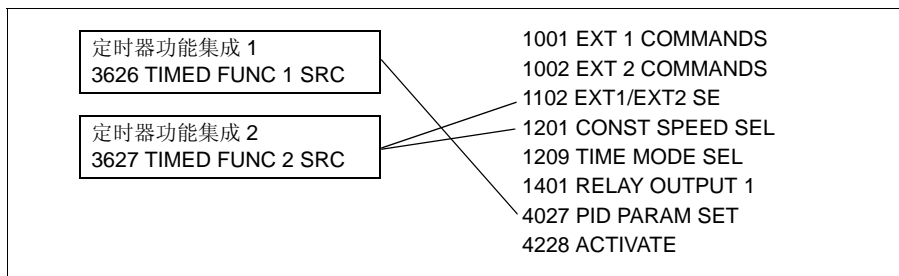 定时器功能集成 1
3626 TIMED FUNC 1 SRC
定时器功能集成 2
3627 TIMED FUNC 2 SRC
1001 EXT 1 COMMANDS
1002 EXT 2 COMMANDS
1102 EXT1/EXT2 SE
1201 CONST SPEED SEL
1209 TIME MODE SEL
1401 RELAY OUTPUT 1
4027 PID PARAM SET
4228 ACTIVATE